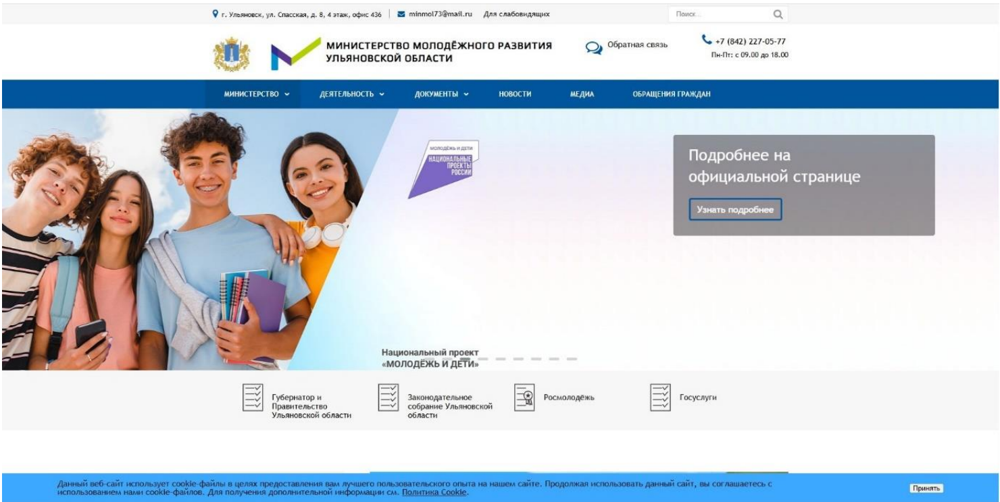 г. Ульяновск, ул. Спасская, д. 8, 4 этаж, офис 436
minmol73@mail.ru
Для слабовидящих
Поиск...
МИНИСТЕРСТВО МОЛОДЁЖНОГО РАЗВИТИЯ
УЛЬЯНОВСКОЙ ОБЛАСТИ
Обратная связь
+7 (842) 227-05-77
Пн-Пт: с 09.00 до 18.00
МИНИСТЕРСТВО
ДЕЯТЕЛЬНОСТЬ
ДОКУМЕНТЫ
НОВОСТИ
МЕДИА
ОБРАЩЕНИЯ ГРАЖДАН
МОЛОДЁЖЬ И ДЕТИ
НАЦИОНАЛЬНЫЕ
ПРОЕКТЫ
РОССИИ
Подробнее на
официальной странице
Узнать подробнее
Национальный проект
«МОЛОДЁЖЬ И ДЕТИ»
Губернатор и
Правительство
Ульяновской области
Законодательное
собрание Ульяновской
области
Росмолодёжь
Госуслуги
Данный веб-сайт использует cookie-файлы в целях предоставления вам лучшего пользовательского опыта на нашем сайте. Продолжая использовать данный сайт, вы соглашаетесь с
использованием нами cookie-файлов. Для получения дополнительной информации см. Политика Cookie.
Принять